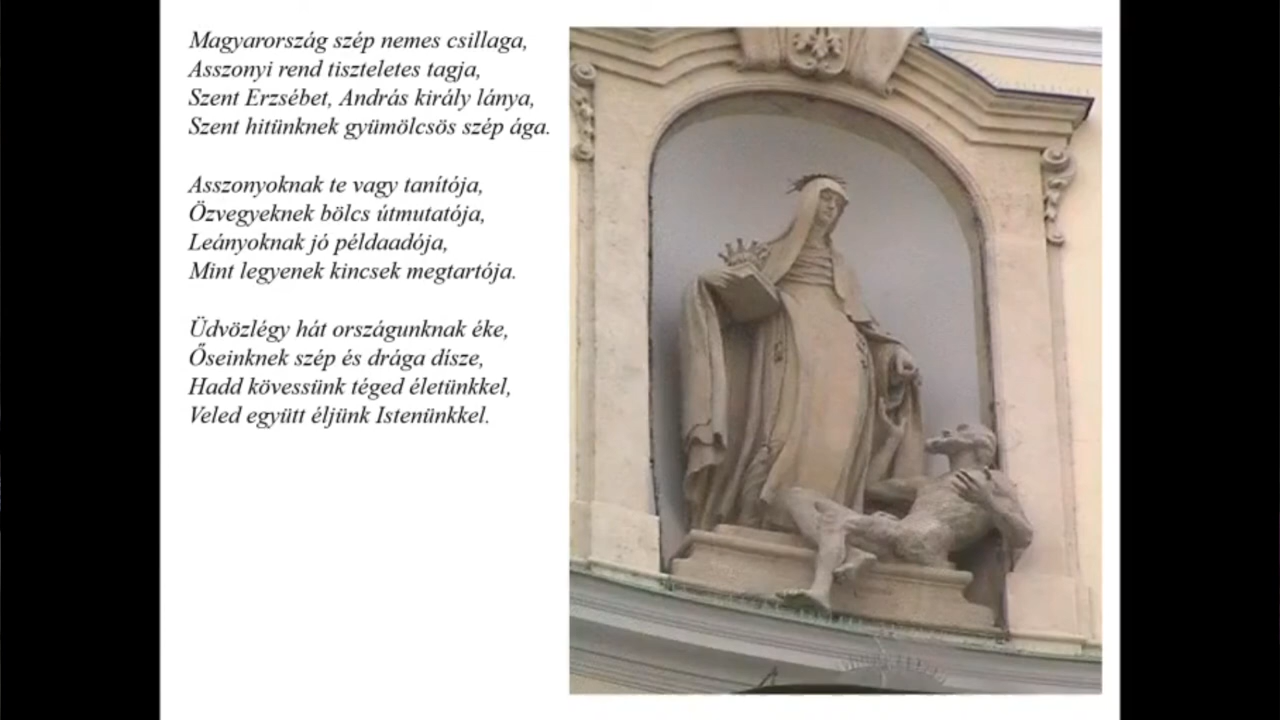 Magyarország szép nemes csillaga,
Asszonyi rend tiszteletes tagja,
Szent Erzsébet, András király lánya,
Szent hitünknek gyümölcsös szép ága.
Asszonyoknak te vagy tanítója,
Özvegyeknek bölcs útmutatója,
Leányoknak jó példaadója,
Mint legyenek kincsek megtartója.
Üdvözlégy hát országunknak éke,
Őseinknek szép és drága dísze,
Hadd kövessünk téged életünkkel,
Veled együtt éljünk Istenünkkel.